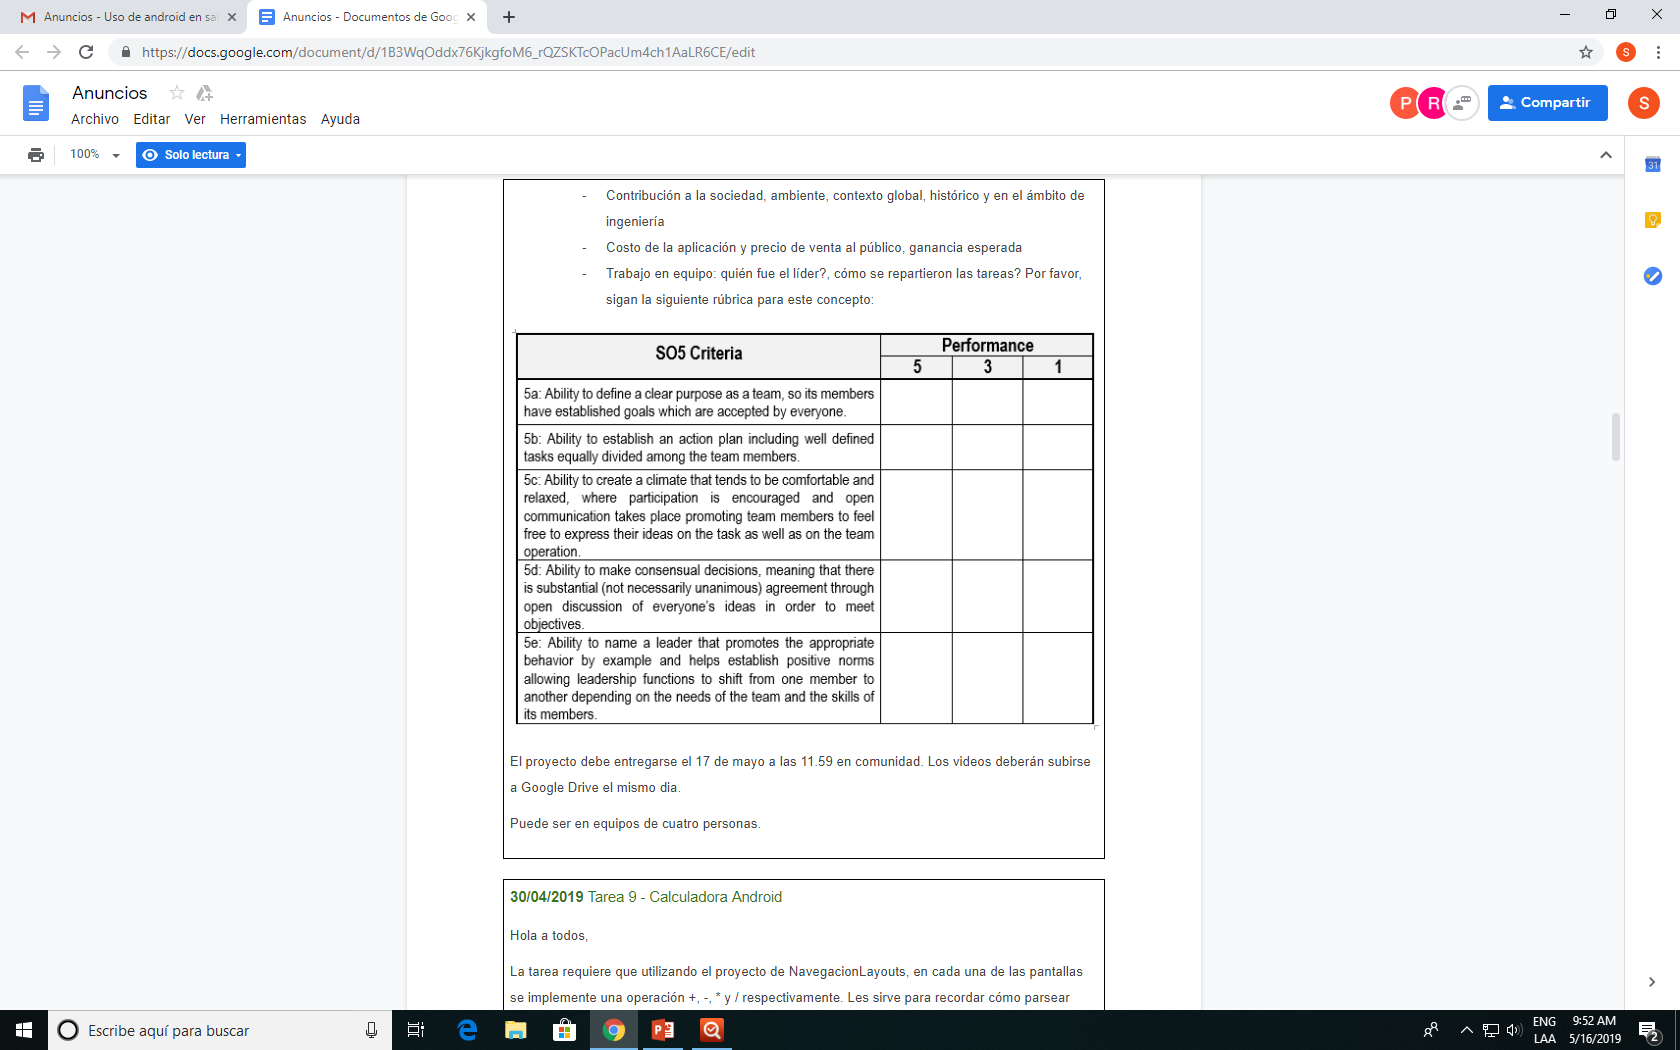 Anuncios - Uso de android en sal
Anuncios - Documentos de Goog
https://docs.google.com/document/d/1B3WqOddx76KjkgfoM6_rQZSKTcOPacUm4ch1AaLR6CE/edit
S
Anuncios
P R
Compartir
S
Archivo Editar Ver Herramientas Ayuda
100%
Solo lectura
31
- Contribución a la sociedad, ambiente, contexto global, histórico y en el ámbito de
ingeniería
- Costo de la aplicación y precio de venta al público, ganancia esperada
- Trabajo en equipo: quién fue el líder?, cómo se repartieron las tareas? Por favor,
sigan la siguiente rúbrica para este concepto:
SO5 Criteria
Performance
5 3 1
5a: Ability to define a clear purpose as a team, so its members
have established goals which are accepted by everyone.
5b: Ability to establish an action plan including well defined
tasks equally divided among the team members.
5c: Ability to create a climate that tends to be comfortable and
relaxed, where participation is encouraged and open
communication takes place promoting team members to feel
free to express their ideas on the task as well as on the team
operation.
5d: Ability to make consensual decisions, meaning that there
is substantial (not necessarily unanimous) agreement through
open discussion of everyone's ideas in order to meet
objectives.
5e: Ability to name a leader that promotes the appropriate
behavior by example and helps establish positive norms
allowing leadership functions to shift from one member to
another depending on the needs of the team and the skills of
its members.
El proyecto debe entregarse el 17 de mayo a las 11.59 en comunidad. Los videos deberán subirse
a Google Drive el mismo dia.
Puede ser en equipos de cuatro personas.
30/04/2019 Tarea 9 - Calculadora Android
Hola a todos,
La tarea requiere que utilizando el proyecto de NavegacionLayouts, en cada una de las pantallas
se implemente una operación +, -, * y / respectivamente. Les sirve para recordar cómo parsear
Escribe aquí para buscar
ENG
LAA
9:52 AM
5/16/2019
2